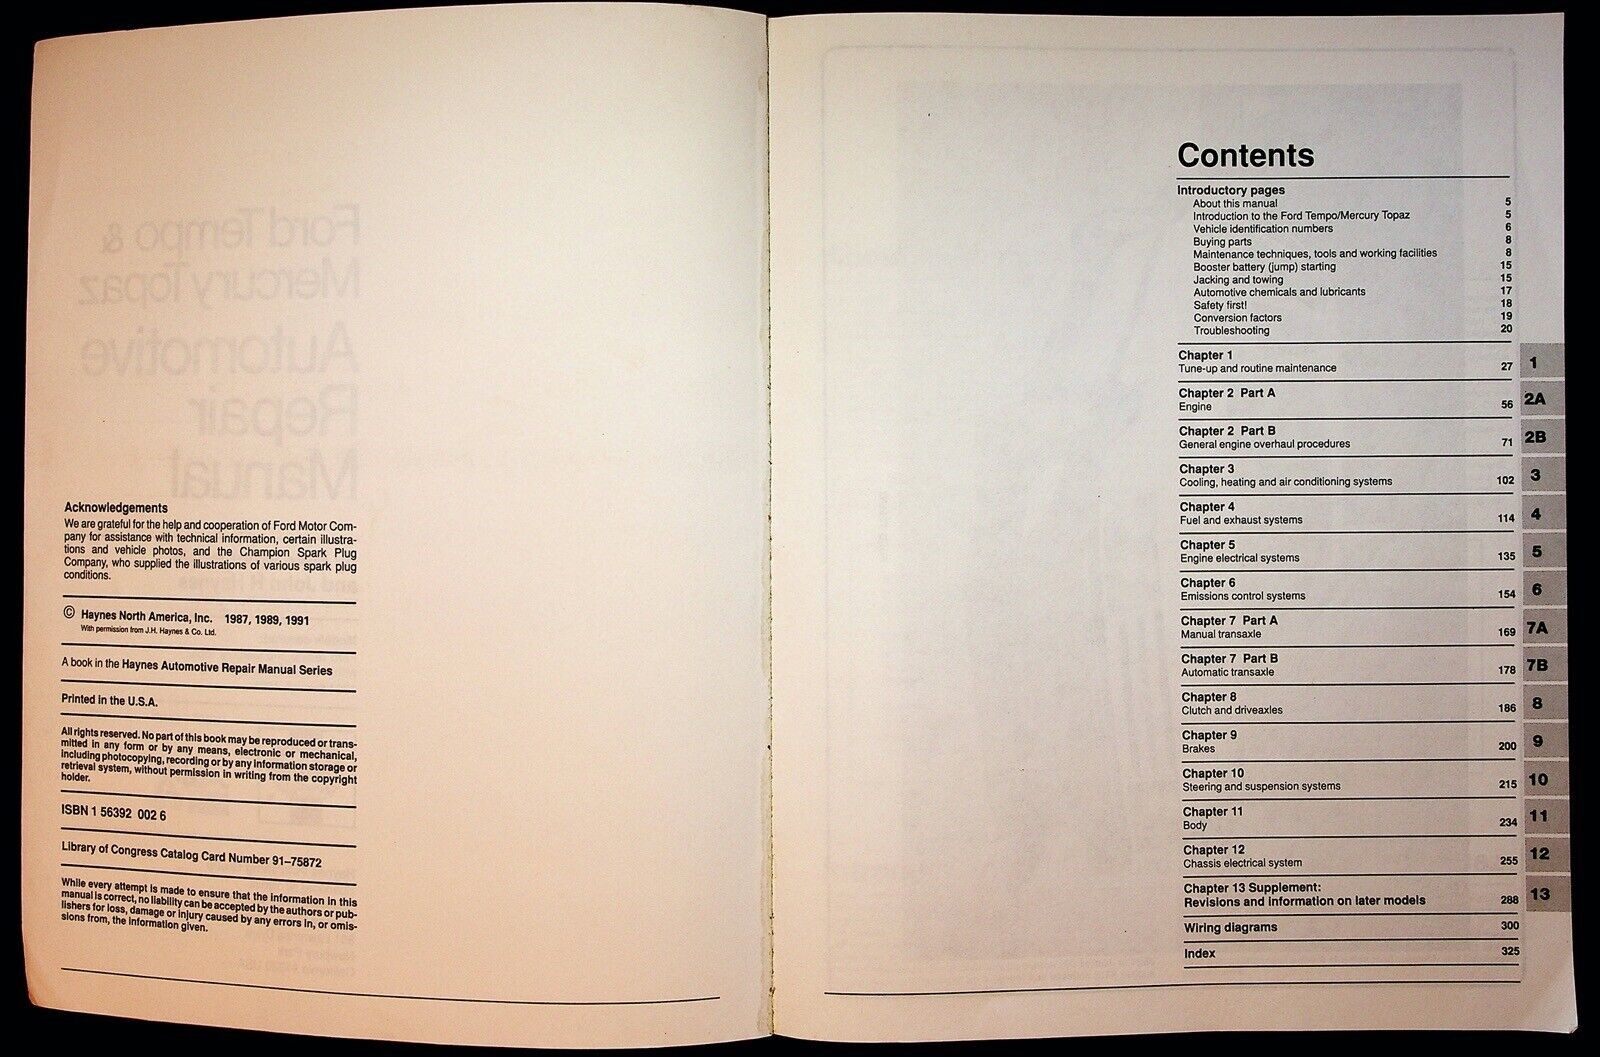 Ford Tempo &
Mercury Topaz
Automotive
Repair
Manual
Acknowledgements
We are grateful for the help and cooperation of Ford Motor Com-
pany for assistance with technical information, certain illustra-
tions and vehicle photos, and the Champion Spark Plug
Company, who supplied the illustrations of various spark plug
conditions.
© Haynes North America, Inc. 1987, 1989, 1991
With permission from J.H. Haynes & Co. Ltd.
A book in the Haynes Automotive Repair Manual Series
Printed in the U.S.A.
All rights reserved. No part of this book may be reproduced or trans-
mitted in any form or by any means, electronic or mechanical,
including photocopying, recording or by any information storage or
retrieval system, without permission in writing from the copyright
holder.
ISBN 1 56392 002 6
Library of Congress Catalog Card Number 91–75872
While every attempt is made to ensure that the information in this
manual is correct, no liability can be accepted by the authors or pub-
lishers for loss, damage or injury caused by any errors in, or omis-
sions from, the information given.
Contents
Introductory pages
About this manual 5
Introduction to the Ford Tempo/Mercury Topaz 5
Vehicle identification numbers 6
Buying parts 8
Maintenance techniques, tools and working facilities 8
Booster battery (jump) starting 15
Jacking and towing 15
Automotive chemicals and lubricants 17
Safety first! 18
Conversion factors 19
Troubleshooting 20
Chapter 1 1
Tune-up and routine maintenance 27
Chapter 2 Part A 2A
Engine 56
Chapter 2 Part B 2B
General engine overhaul procedures 71
Chapter 3 3
Cooling, heating and air conditioning systems 102
Chapter 4 4
Fuel and exhaust systems 114
Chapter 5 5
Engine electrical systems 135
Chapter 6 6
Emissions control systems 154
Chapter 7 Part A 7A
Manual transaxle 169
Chapter 7 Part B 7B
Automatic transaxle 178
Chapter 8 8
Clutch and driveaxles 186
Chapter 9 9
Brakes 200
Chapter 10 10
Steering and suspension systems 215
Chapter 11 11
Body 234
Chapter 12 12
Chassis electrical system 255
Chapter 13 Supplement: 13
Revisions and information on later models 288
Wiring diagrams 300
Index 325